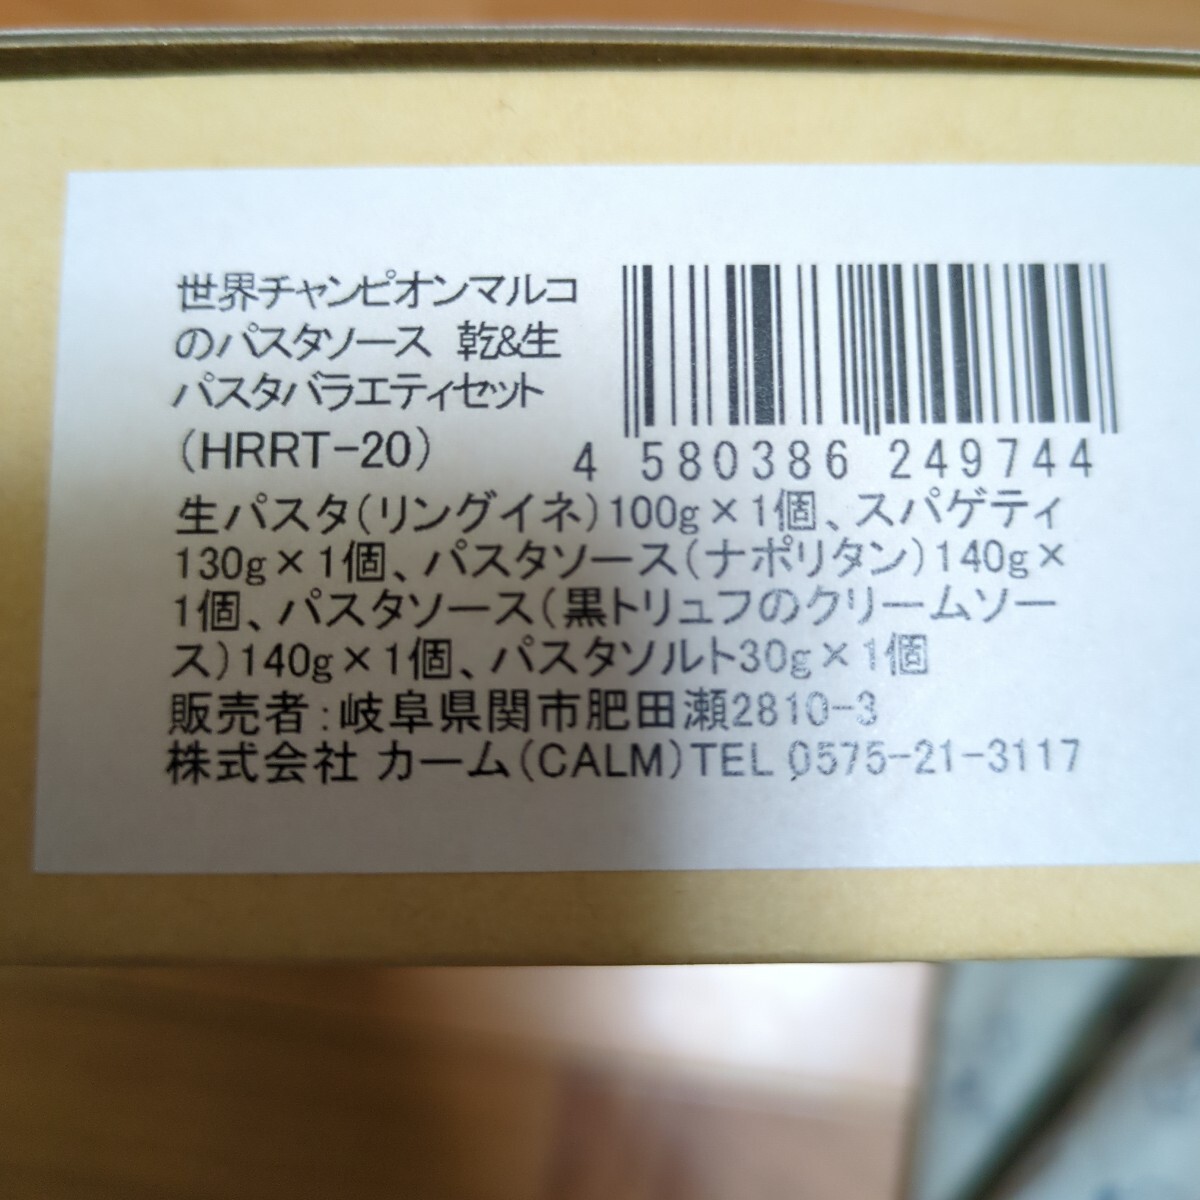 世界チャンピオンマルコ
のパスタソース 乾&生
パスタバラエティセット
(HRRT-20)
4 580386 249744
生パスタ(リングイネ)100g×1個、スパゲティ
130g×1個、パスタソース(ナポリタン)140g×
1個、パスタソース(黒トリュフのクリームソー
ス)140g×1個、パスタソルト30g×1個
販売者:岐阜県関市肥田瀬2810-3
株式会社 カーム(CALM)TEL 0575-21-3117